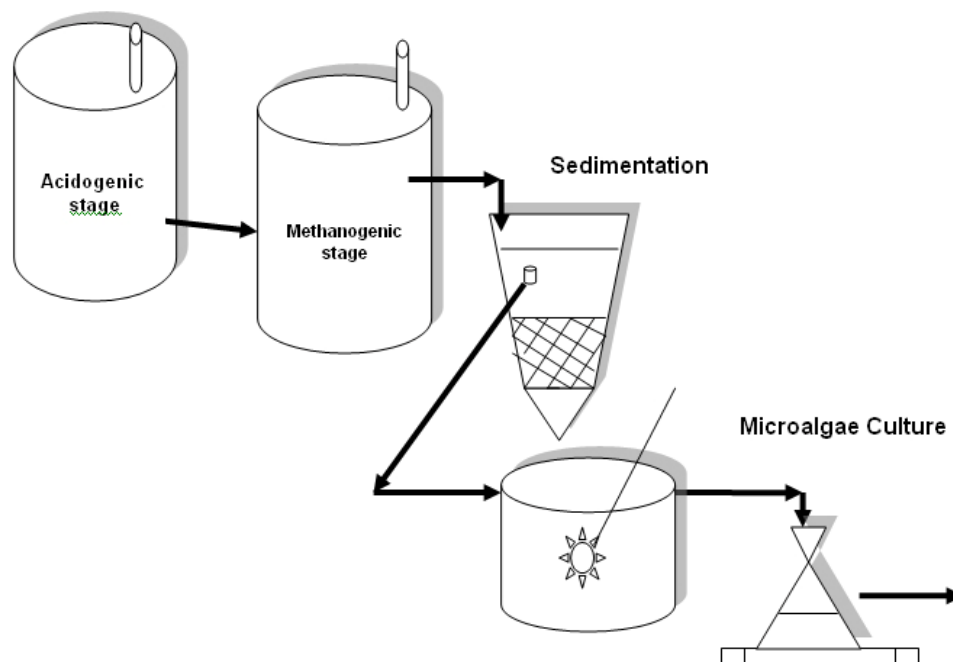 Acidogenic
stage
Methanogenic
stage
Sedimentation
Microalgae Culture